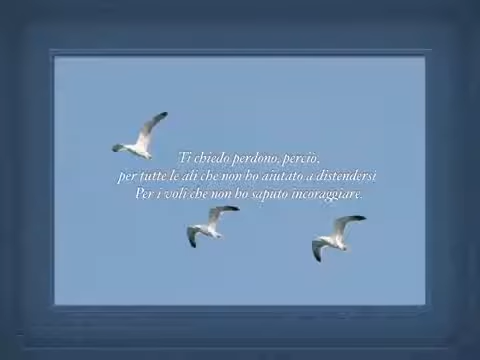 Ti chiedo perdono, perciò,
per tutte le ali che non ho aiutato a distendersi
Per i voli che non ho saputo incoraggiare.